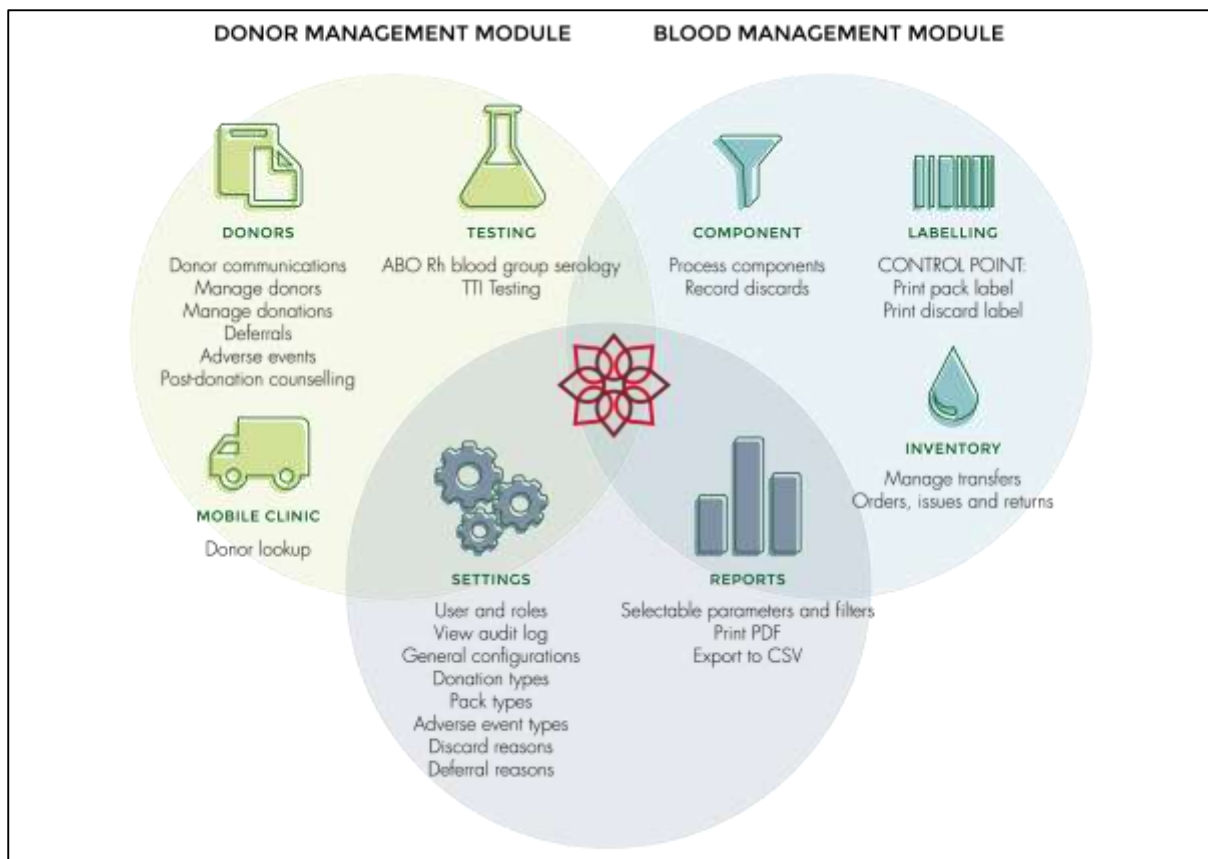 DONOR MANAGEMENT MODULE
BLOOD MANAGEMENT MODULE
DONORS
Donor communications
Manage donors
Manage donations
Deferrals
Adverse events
Post-donation counselling
TESTING
ABO Rh blood group serology
TTI Testing
COMPONENT
Process components
Record discards
LABELLING
CONTROL POINT:
Print pack label
Print discard label
MOBILE CLINIC
Donor lookup
INVENTORY
Manage transfers
Orders, issues and returns
SETTINGS
User and roles
View audit log
General configurations
Donation types
Pack types
Adverse event types
Discard reasons
Deferral reasons
REPORTS
Selectable parameters and filters
Print PDF
Export to CSV